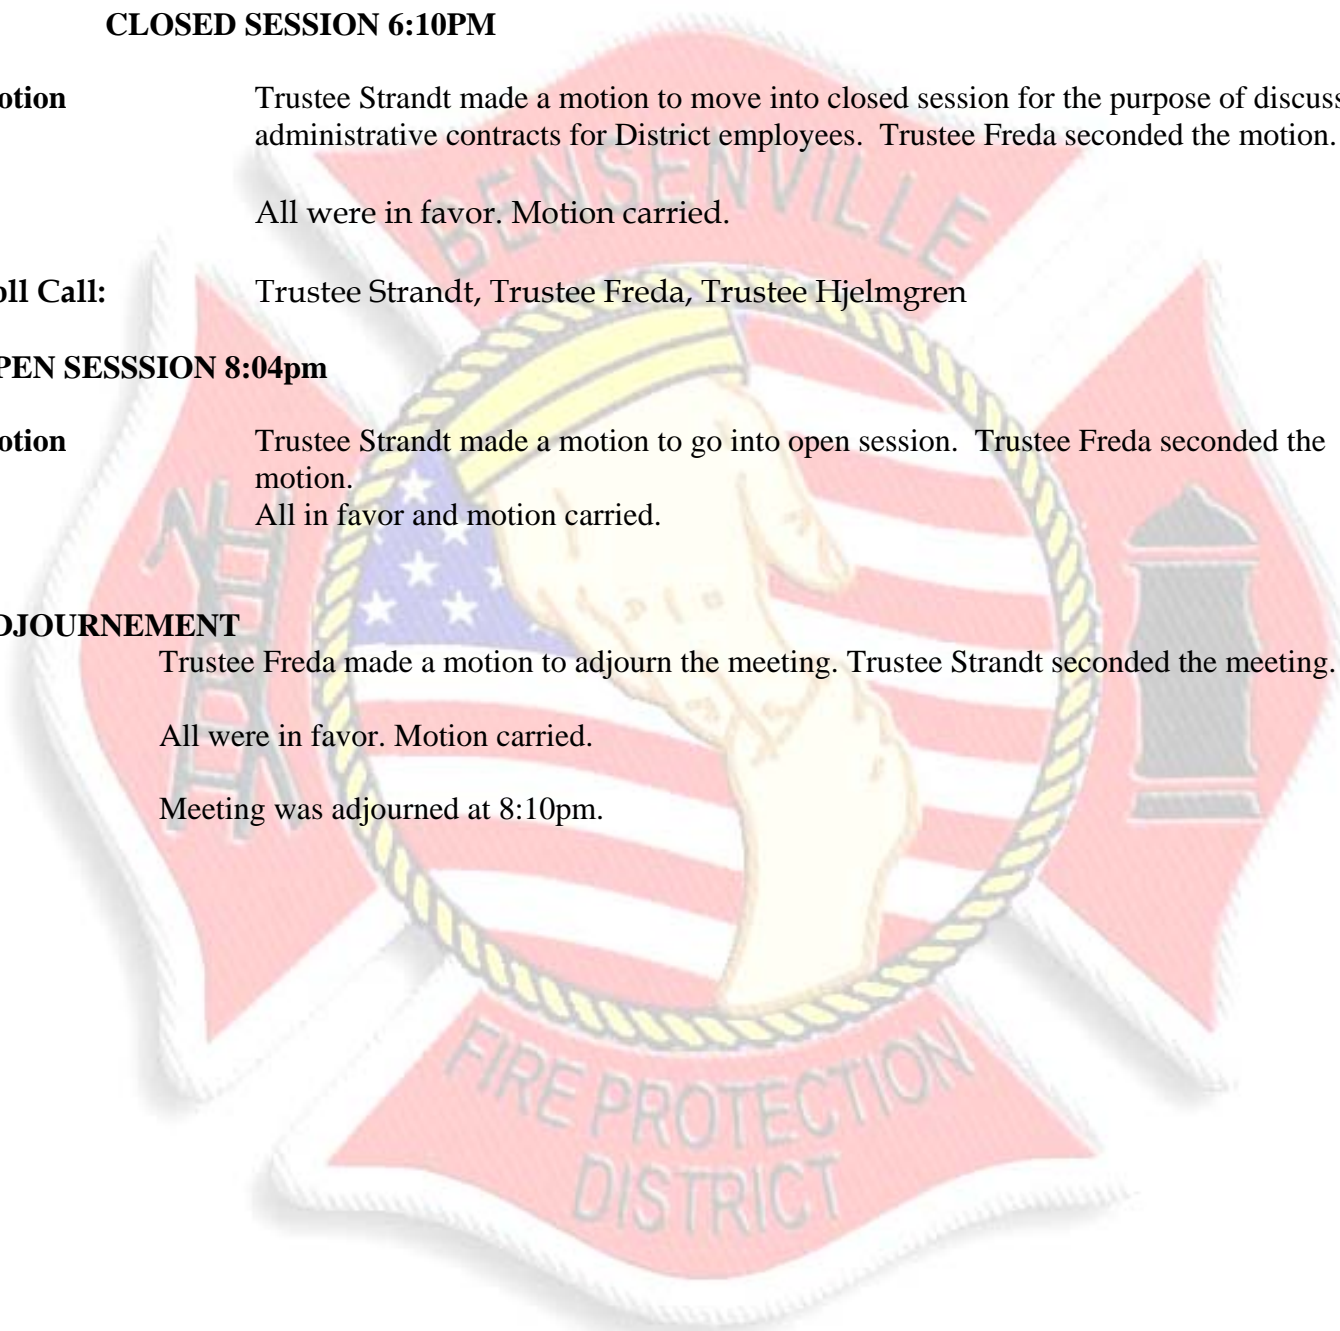 CLOSED SESSION 6:10PM
otion Trustee Strandt made a motion to move into closed session for the purpose of discuss
administrative contracts for District employees. Trustee Freda seconded the motion.
All were in favor. Motion carried.
oll Call: Trustee Strandt, Trustee Freda, Trustee Hjelmgren
PEN SESSSION 8:04pm
otion Trustee Strandt made a motion to go into open session. Trustee Freda seconded the
motion.
All in favor and motion carried.
DJOURNEMENT
Trustee Freda made a motion to adjourn the meeting. Trustee Strandt seconded the meeting.
All were in favor. Motion carried.
Meeting was adjourned at 8:10pm.
BENSENVILLE
FIRE PROTECTION
DISTRICT